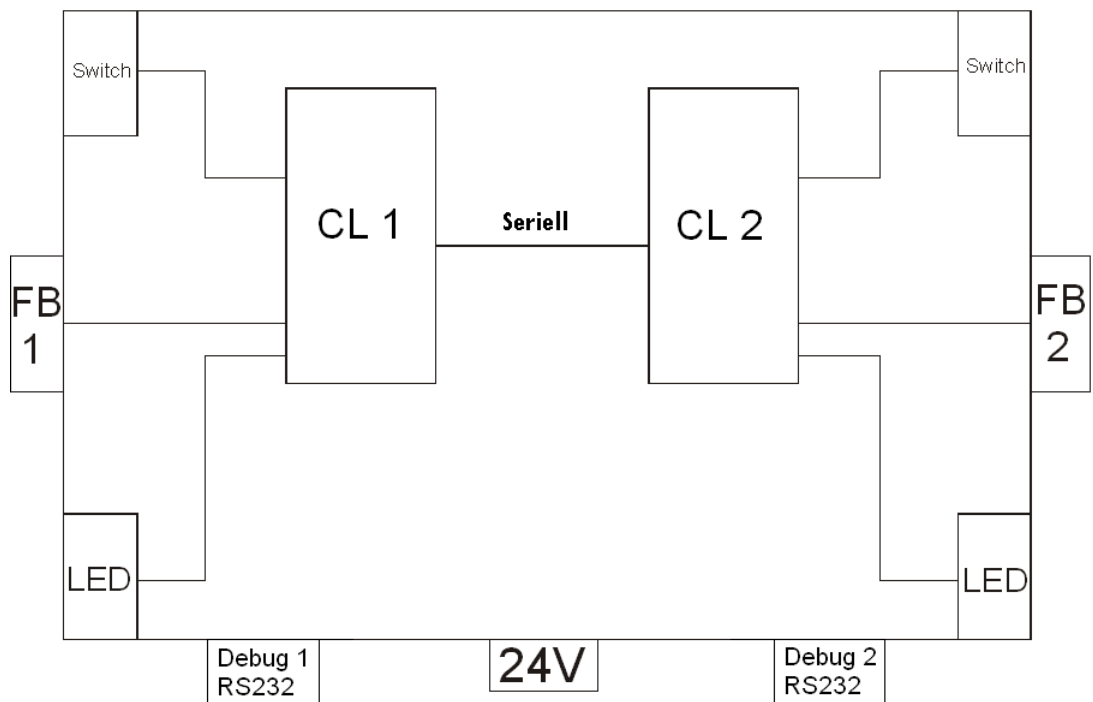 Switch
Switch
CL 1
Seriell
CL 2
FB
1
FB
2
LED
LED
Debug 1
RS232
24V
Debug 2
RS232